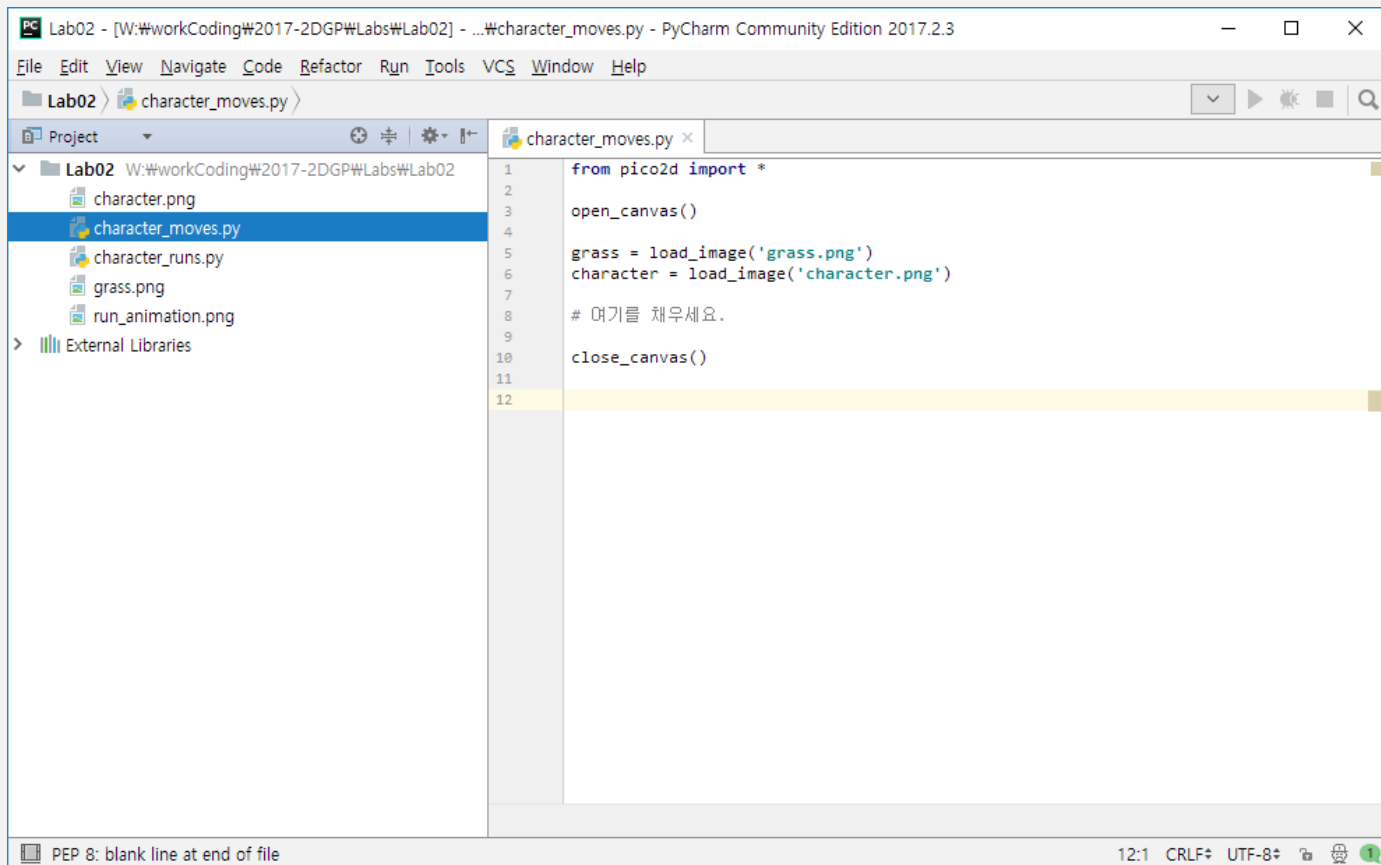 PC Lab02 - [W:₩workCoding₩2017-2DGP₩Labs₩Lab02] - ...₩character_moves.py - PyCharm Community Edition 2017.2.3
File Edit View Navigate Code Refactor Run Tools VCS Window Help
Lab02 character_moves.py
Project
Lab02 W:₩workCoding₩2017-2DGP₩Labs₩Lab02
character.png
character_moves.py
character_runs.py
grass.png
run_animation.png
External Libraries
character_moves.py
1 from pico2d import *
2
3 open_canvas()
4
5 grass = load_image('grass.png')
6 character = load_image('character.png')
7
8 # 여기를 채우세요.
9
10 close_canvas()
11
12
PEP 8: blank line at end of file 12:1 CRLF UTF-8 1